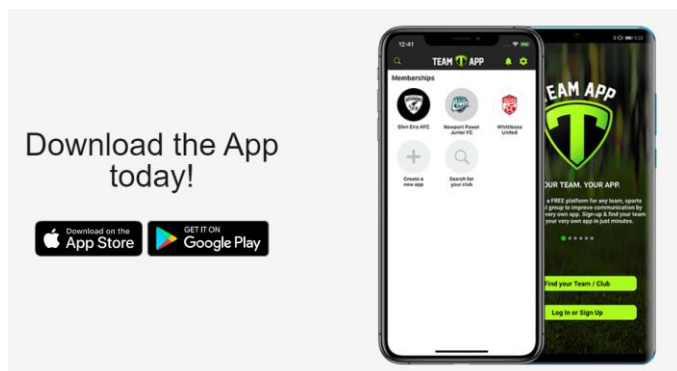 Download the App
today!
Download on the
App Store
GET IT ON
Google Play
12:41
TEAM APP
Memberships
Glen Eira AFC
Newport Power
Junior FC
Whittlesea
United
Create a
new app
Search for
your club
EAM APP
OUR TEAM. YOUR APP.
a FREE platform for any team, sports
group to improve communication by
very own app. Sign-up & find your team
your very own app in just minutes.
Find your Team / Club
Log In or Sign Up